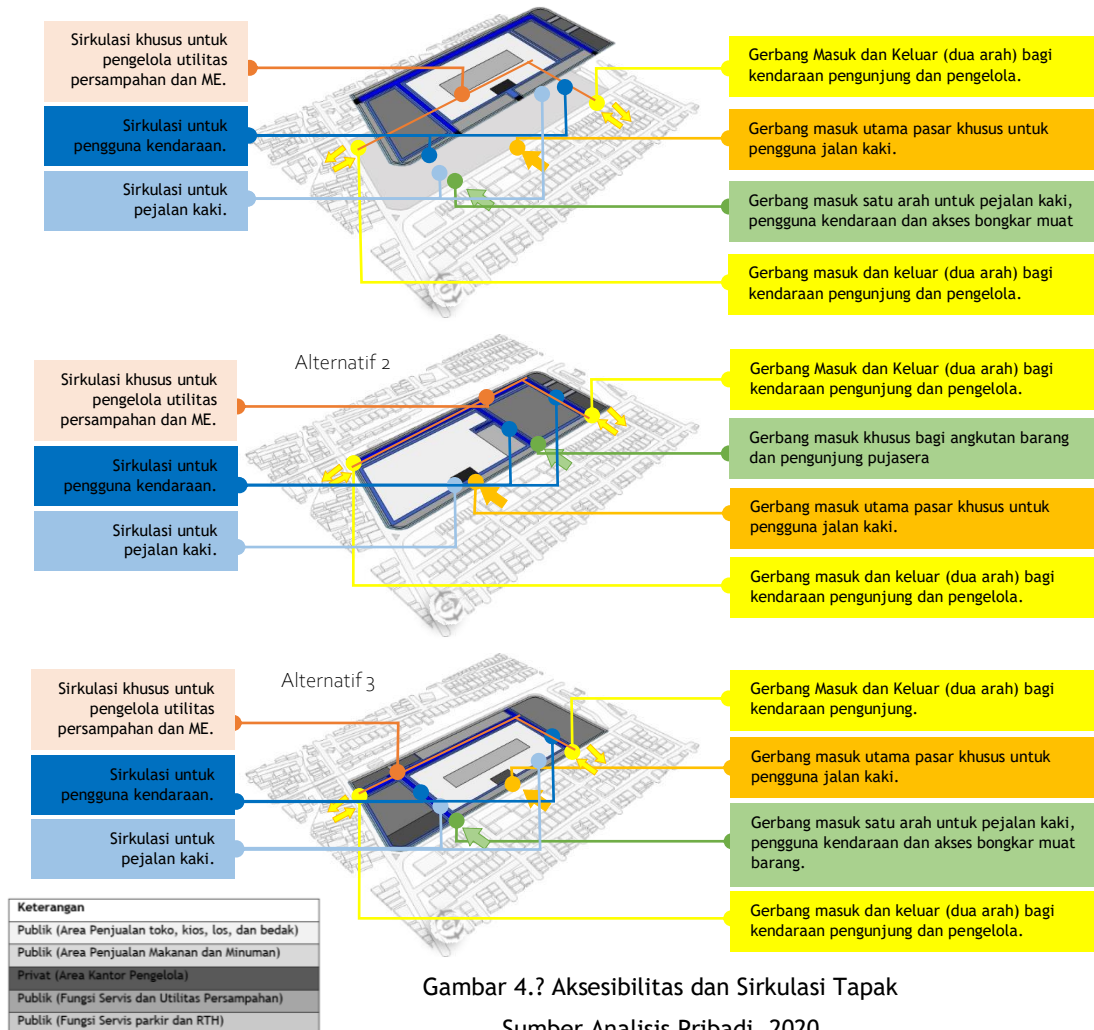 Sirkulasi khusus untuk
pengelola utilitas
persampahan dan ME.
Sirkulasi untuk
pengguna kendaraan.
Sirkulasi untuk
pejalan kaki.
Gerbang Masuk dan Keluar (dua arah) bagi
kendaraan pengunjung dan pengelola.
Gerbang masuk utama pasar khusus untuk
pengguna jalan kaki.
Gerbang masuk satu arah untuk pejalan kaki,
pengguna kendaraan dan akses bongkar muat
Gerbang masuk dan keluar (dua arah) bagi
kendaraan pengunjung dan pengelola.
Alternatif 2
Sirkulasi khusus untuk
pengelola utilitas
persampahan dan ME.
Sirkulasi untuk
pengguna kendaraan.
Sirkulasi untuk
pejalan kaki.
Gerbang Masuk dan Keluar (dua arah) bagi
kendaraan pengunjung dan pengelola.
Gerbang masuk khusus bagi angkutan barang
dan pengunjung pujasera
Gerbang masuk utama pasar khusus untuk
pengguna jalan kaki.
Gerbang masuk dan keluar (dua arah) bagi
kendaraan pengunjung dan pengelola.
Alternatif 3
Sirkulasi khusus untuk
pengelola utilitas
persampahan dan ME.
Sirkulasi untuk
pengguna kendaraan.
Sirkulasi untuk
pejalan kaki.
Gerbang Masuk dan Keluar (dua arah) bagi
kendaraan pengunjung.
Gerbang masuk utama pasar khusus untuk
pengguna jalan kaki.
Gerbang masuk satu arah untuk pejalan kaki,
pengguna kendaraan dan akses bongkar muat
barang.
Gerbang masuk dan keluar (dua arah) bagi
kendaraan pengunjung dan pengelola.
Keterangan
Publik (Area Penjualan toko, kios, los, dan bedak)
Publik (Area Penjualan Makanan dan Minuman)
Privat (Area Kantor Pengelola)
Publik (Fungsi Servis dan Utilitas Persampahan)
Publik (Fungsi Servis parkir dan RTH)
Gambar 4.? Aksesibilitas dan Sirkulasi Tapak
Sumber Analisis Pribadi, 2020